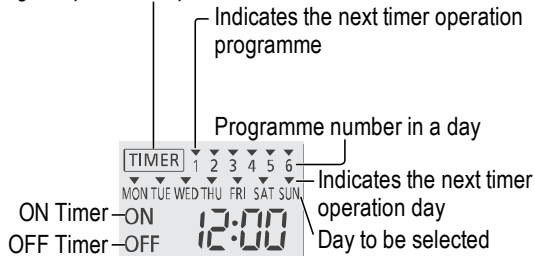 Indicates the next timer operation
programme
Programme number in a day
TIMER 1 2 3 4 5 6
MON TUE WED THU FRI SAT SUN
Indicates the next timer
operation day
ON Timer ON
12:00
OFF Timer OFF
Day to be selected